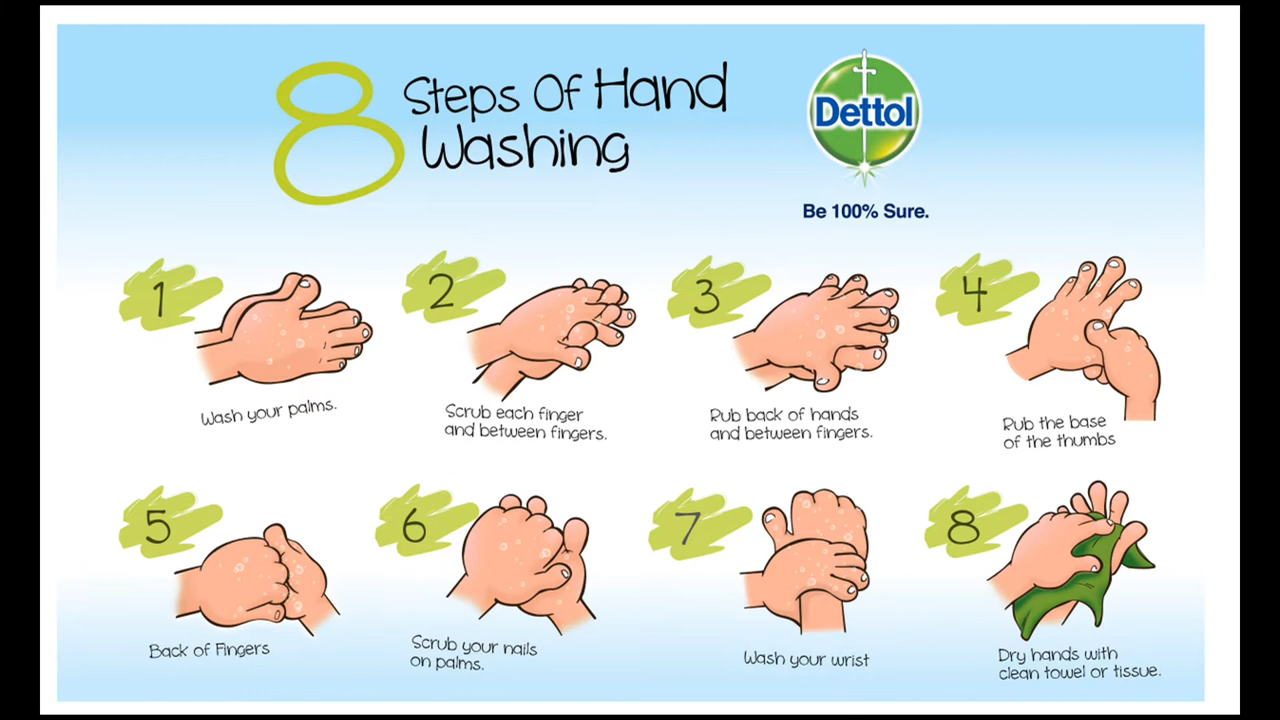 8
Steps Of Hand
Washing
Dettol
Be 100% Sure.
1
Wash your palms.
2
Scrub each finger
and between fingers.
3
Rub back of hands
and between fingers.
4
Rub the base
of the thumbs
5
Back of Fingers
6
Scrub your nails
on palms.
7
Wash your wrist
8
Dry hands with
clean towel or tissue.